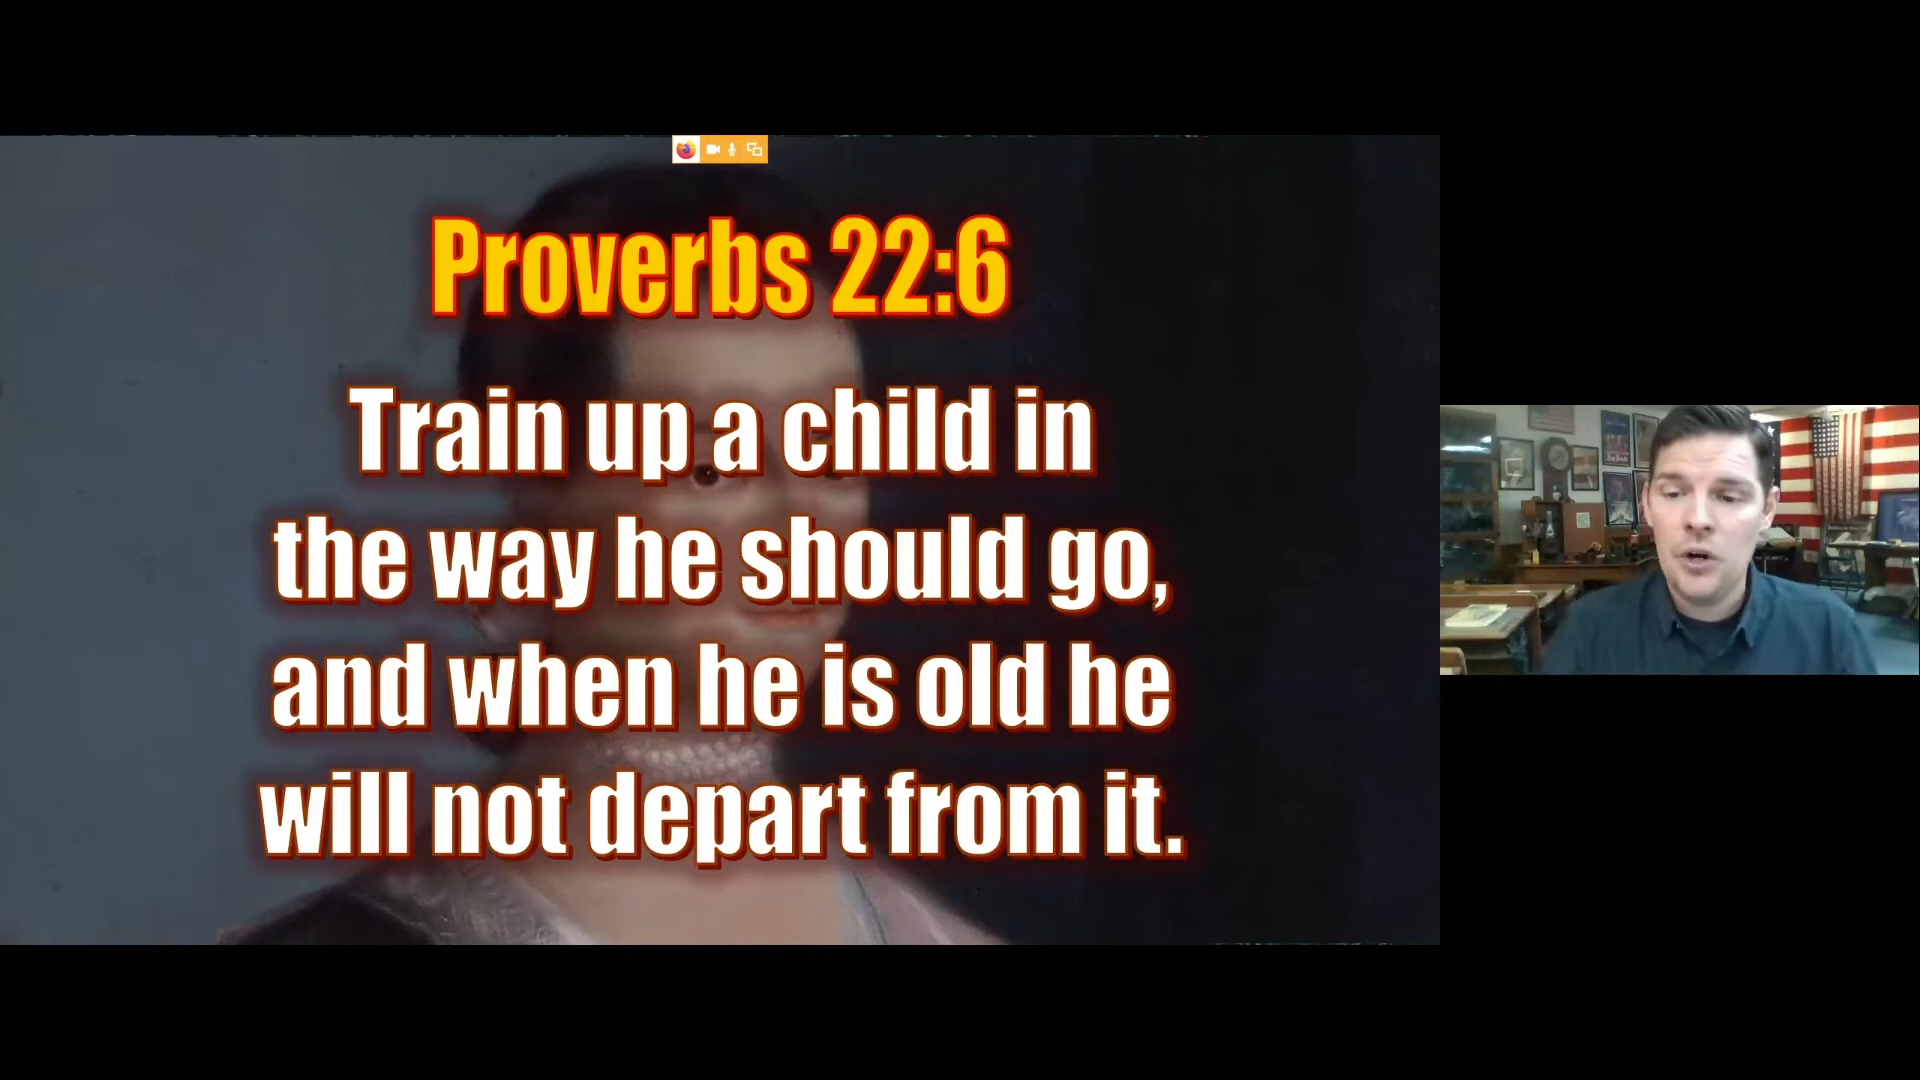 Proverbs 22:6
Train up a child in
the way he should go,
and when he is old he
will not depart from it.